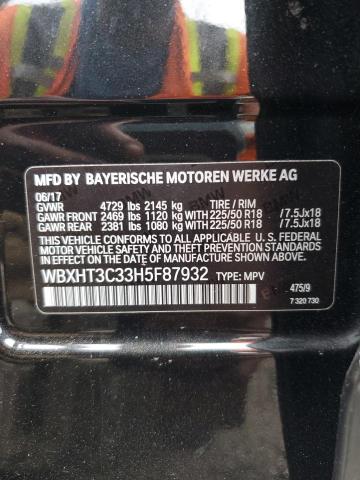 MFD BY BAYERISCHE MOTOREN WERKE AG
06/17
GVWR 4729 lbs 2145 kg TIRE / RIM
GAWR FRONT 2469 lbs 1120 kg WITH 225/50 R18 /7.5Jx18
GAWR REAR 2381 lbs 1080 kg WITH 225/50 R18 /7.5Jx18
THIS VEHICLE CONFORMS TO ALL APPLICABLE U.S. FEDERAL
MOTOR VEHICLE SAFETY AND THEFT PREVENTION STANDARDS
IN EFFECT ON THE DATE OF MANUFACTURE SHOWN ABOVE.
WBXHT3C33H5F87932 TYPE: MPV
475/9
7 320 730